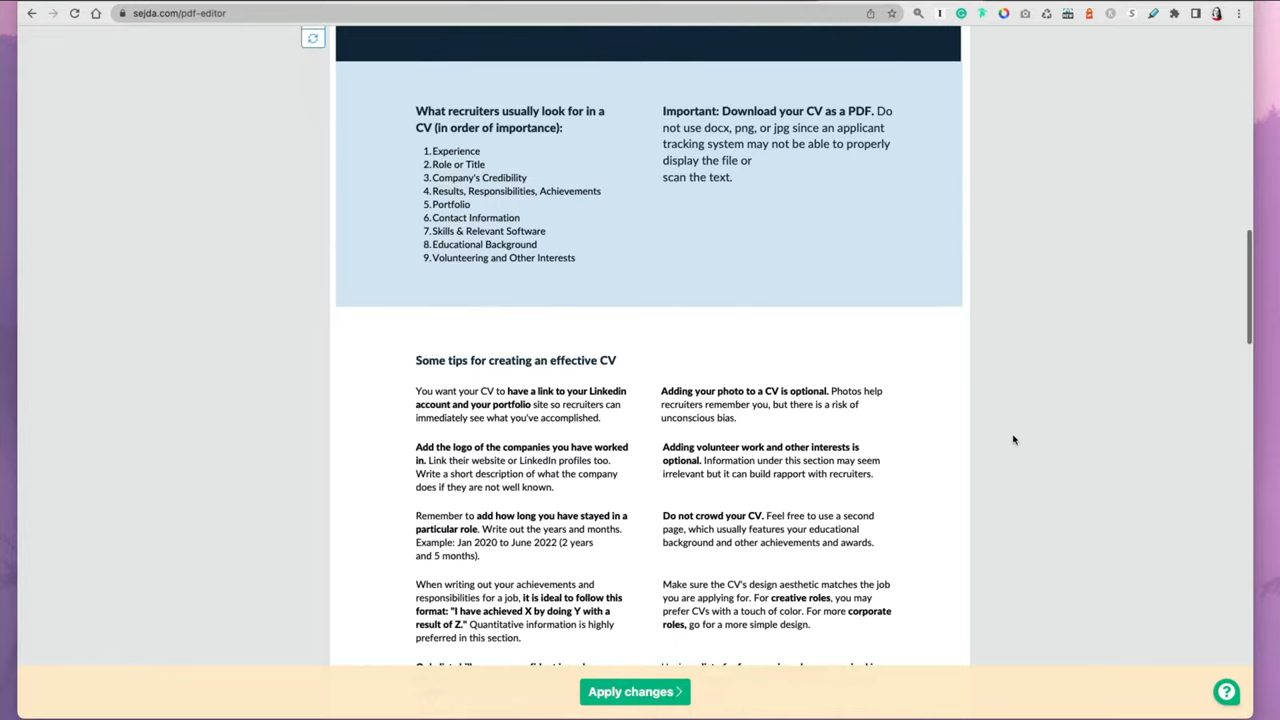 sejda.com/pdf-editor
What recruiters usually look for in a
CV (in order of importance):
1.Experience
2.Role or Title
3.Company's Credibility
4.Results, Responsibilities, Achievements
5.Portfolio
6.Contact Information
7.Skills & Relevant Software
8.Educational Background
9.Volunteering and Other Interests
Important: Download your CV as a PDF. Do
not use docx, png, or jpg since an applicant
tracking system may not be able to properly
display the file or
scan the text.
Some tips for creating an effective CV
You want your CV to have a link to your Linkedin
account and your portfolio site so recruiters can
immediately see what you've accomplished.
Add the logo of the companies you have worked
in. Link their website or LinkedIn profiles too.
Write a short description of what the company
does if they are not well known.
Remember to add how long you have stayed in a
particular role. Write out the years and months.
Example: Jan 2020 to June 2022 (2 years
and 5 months).
When writing out your achievements and
responsibilities for a job, it is ideal to follow this
format: "I have achieved X by doing Y with a
result of Z." Quantitative information is highly
preferred in this section.
Adding your photo to a CV is optional. Photos help
recruiters remember you, but there is a risk of
unconscious bias.
Adding volunteer work and other interests is
optional. Information under this section may seem
irrelevant but it can build rapport with recruiters.
Do not crowd your CV. Feel free to use a second
page, which usually features your educational
background and other achievements and awards.
Make sure the CV's design aesthetic matches the job
you are applying for. For creative roles, you may
prefer CVs with a touch of color. For more corporate
roles, go for a more simple design.
Apply changes